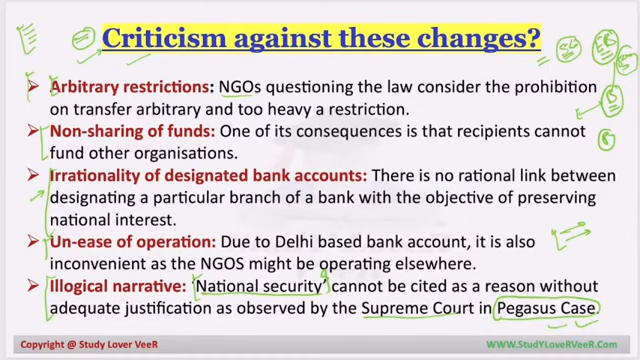 Criticism against these changes?
➢ Arbitrary restrictions: NGOs questioning the law consider the prohibition
on transfer arbitrary and too heavy a restriction.
➢ Non-sharing of funds: One of its consequences is that recipients cannot
fund other organisations.
➢ Irrationality of designated bank accounts: There is no rational link between
designating a particular branch of a bank with the objective of preserving
national interest.
➢ Un-ease of operation: Due to Delhi based bank account, it is also
inconvenient as the NGOS might be operating elsewhere.
➢ Illogical narrative: 'National security' cannot be cited as a reason without
adequate justification as observed by the Supreme Court in Pegasus Case.
Copyright @ Study Lover VeeR
WWW.StudyLoveRVeeR.Com